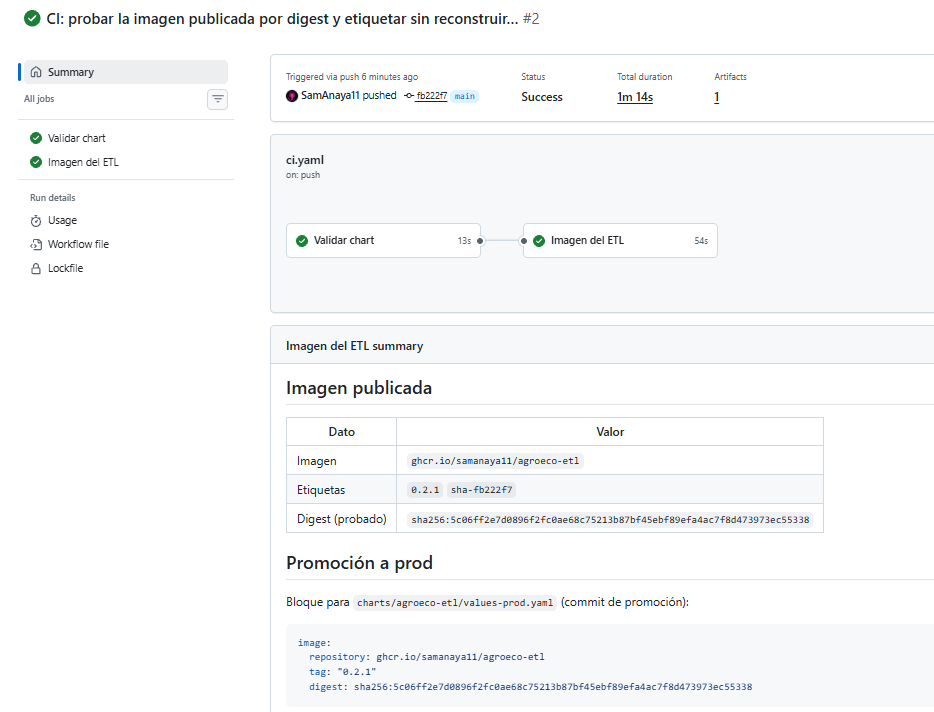 CI: probar la imagen publicada por digest y etiquetar sin reconstruir... #2
Summary
All jobs
Validar chart
Imagen del ETL
Run details
Usage
Workflow file
Lockfile
Triggered via push 6 minutes ago
SamAnaya11 pushed fb222f7 main
Status
Success
Total duration
1m 14s
Artifacts
1
ci.yaml
on: push
Validar chart 13s
Imagen del ETL 54s
Imagen del ETL summary
Imagen publicada
Dato Valor
Imagen ghcr.io/samanaya11/agroeco-etl
Etiquetas 0.2.1 sha-fb222f7
Digest (probado) sha256:5c06ff2e7d0896f2fc0ae68c75213b87bf45ebf89efa4ac7f8d473973ec55338
Promoción a prod
Bloque para charts/agroeco-etl/values-prod.yaml (commit de promoción):
image:
repository: ghcr.io/samanaya11/agroeco-etl
tag: "0.2.1"
digest: sha256:5c06ff2e7d0896f2fc0ae68c75213b87bf45ebf89efa4ac7f8d473973ec55338